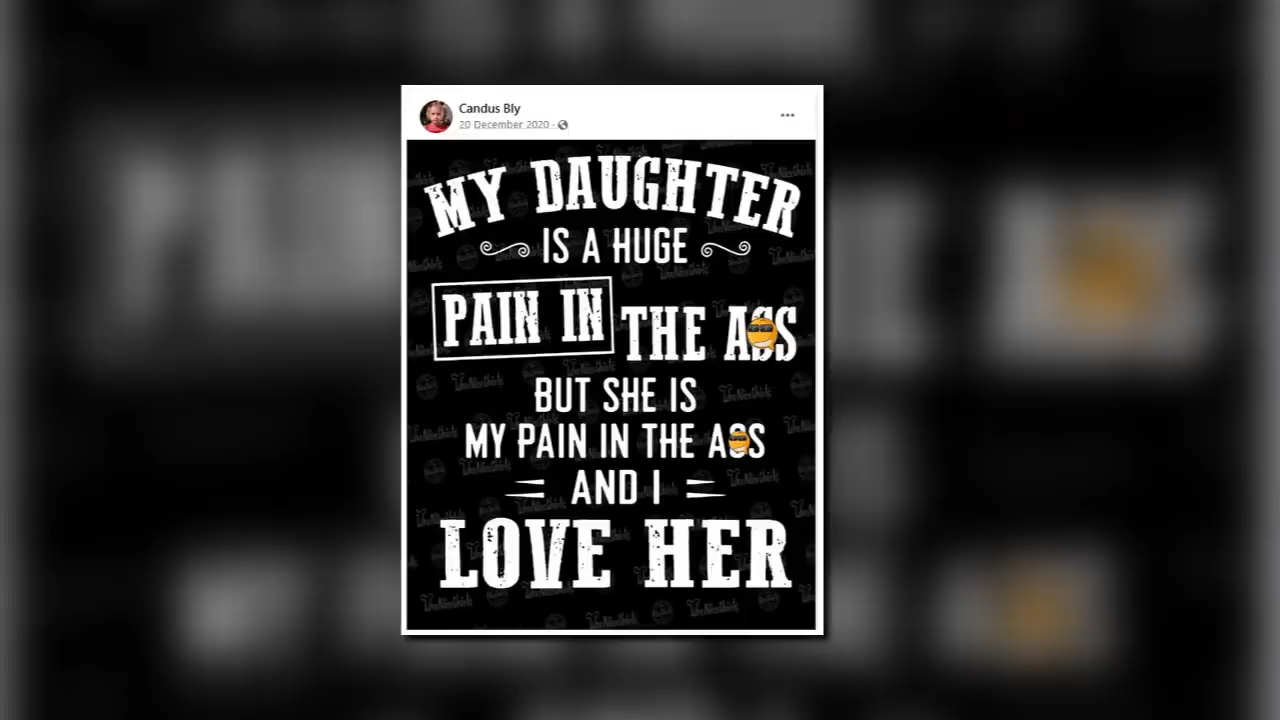 Candus Bly
20 December 2020 ·
MY DAUGHTER
IS A HUGE
PAIN IN
THE ASS
BUT SHE IS
MY PAIN IN THE ASS
AND I
LOVE HER